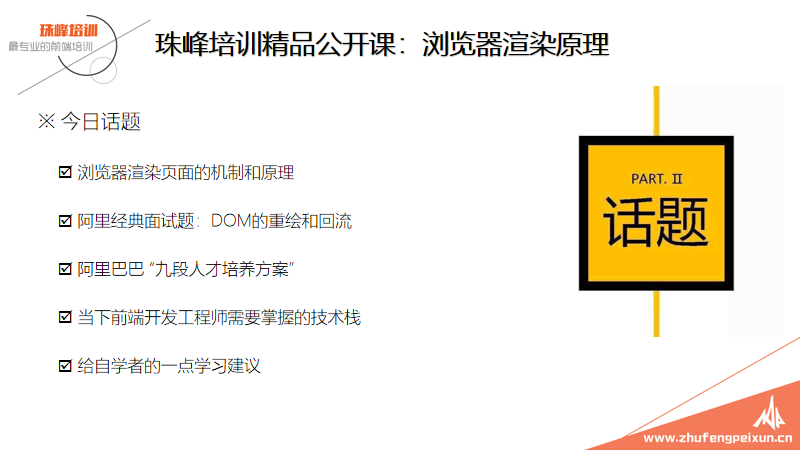 珠峰培训
最专业的前端培训
珠峰培训精品公开课：浏览器渲染原理
※ 今日话题
浏览器渲染页面的机制和原理
阿里经典面试题：DOM的重绘和回流
阿里巴巴 “九段人才培养方案”
当下前端开发工程师需要掌握的技术栈
给自学者的一点学习建议
PART. Ⅱ
话题
www.zhufengpeixun.cn